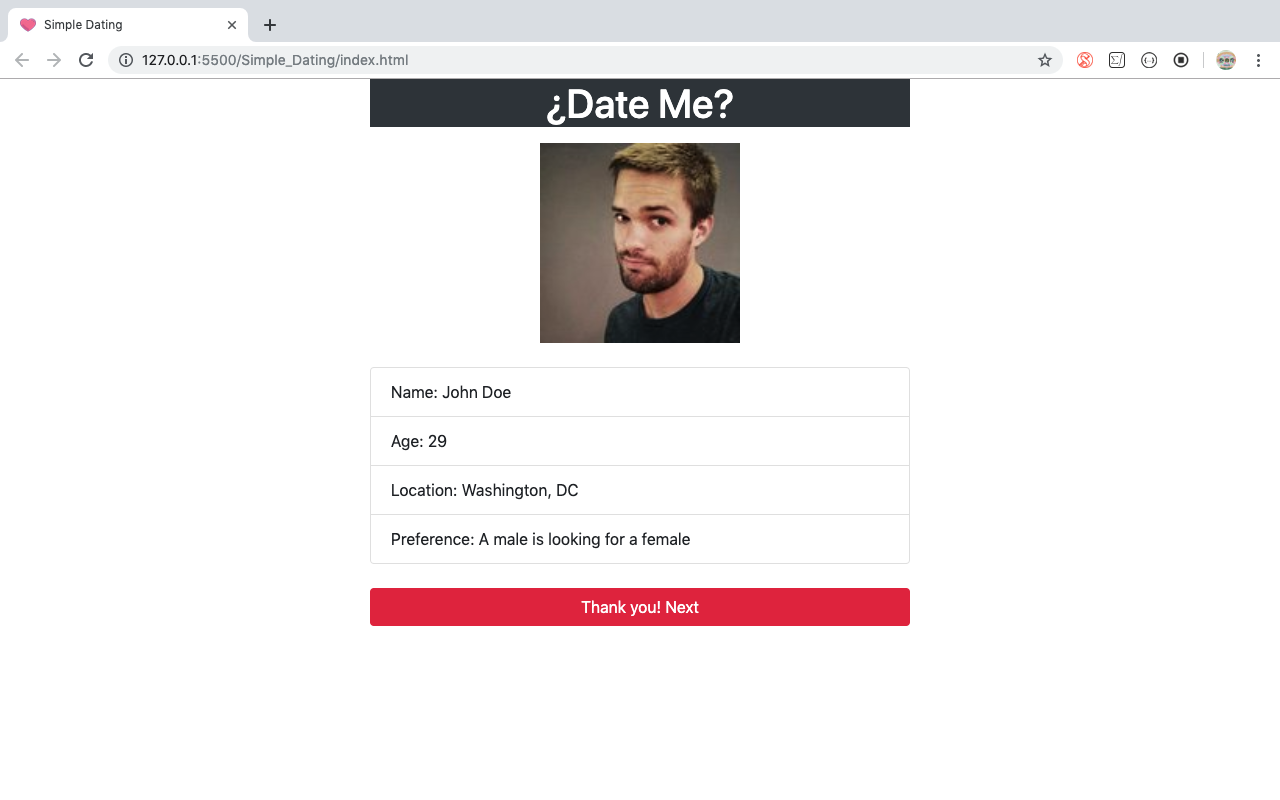 Simple Dating
127.0.0.1:5500/Simple_Dating/index.html
¿Date Me?
Name: John Doe
Age: 29
Location: Washington, DC
Preference: A male is looking for a female
Thank you! Next